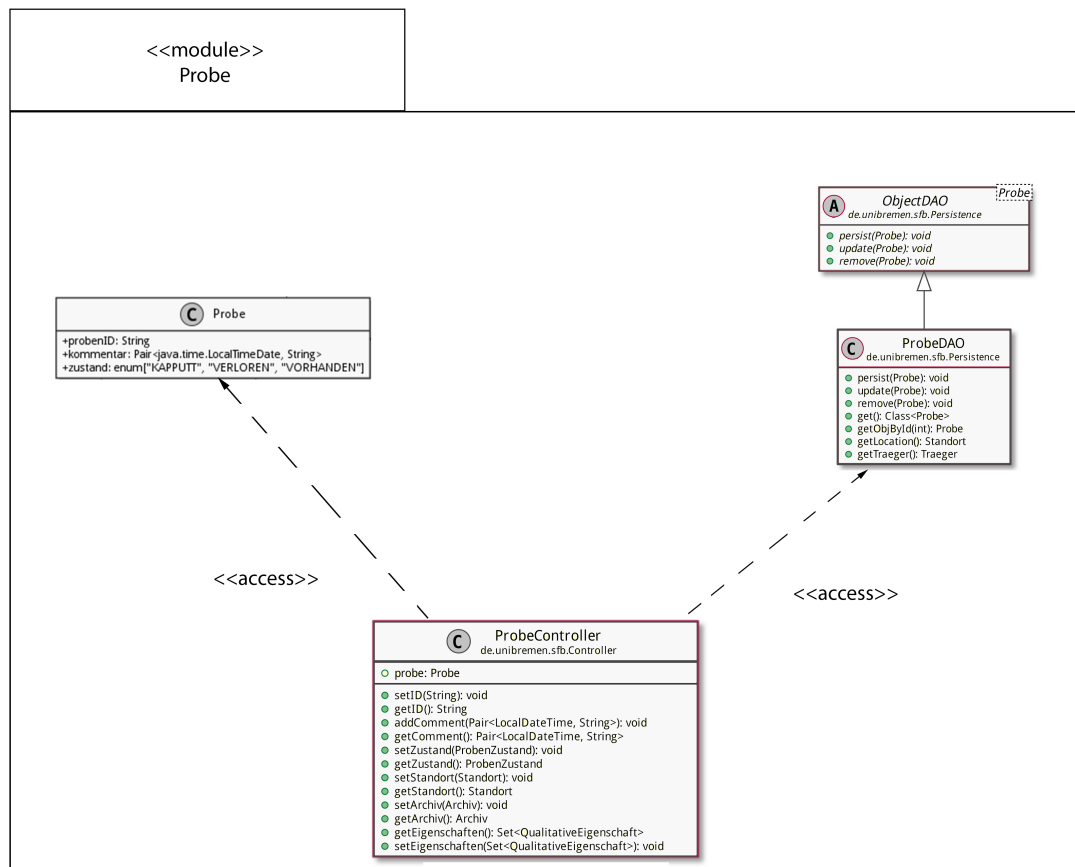 <<module>>
Probe
Probe
ObjectDAO
de.unibremen.sfb.Persistence
persist(Probe): void
update(Probe): void
remove(Probe): void
Probe
+probenID: String
+kommentar: Pair<java.time.LocalTimeDate, String>
+zustand: enum["KAPPUTT", "VERLOREN", "VORHANDEN"]
ProbeDAO
de.unibremen.sfb.Persistence
persist(Probe): void
update(Probe): void
remove(Probe): void
get(): Class<Probe>
getObjById(int): Probe
getLocation(): Standort
getTraeger(): Traeger
<<access>>
<<access>>
ProbeController
de.unibremen.sfb.Controller
probe: Probe
setID(String): void
getID(): String
addComment(Pair<LocalDateTime, String>): void
getComment(): Pair<LocalDateTime, String>
setZustand(ProbenZustand): void
getZustand(): ProbenZustand
setStandort(Standort): void
getStandort(): Standort
setArchiv(Archiv): void
getArchiv(): Archiv
getEigenschaften(): Set<QualitativeEigenschaft>
setEigenschaften(Set<QualitativeEigenschaft>): void
A
C
C
C